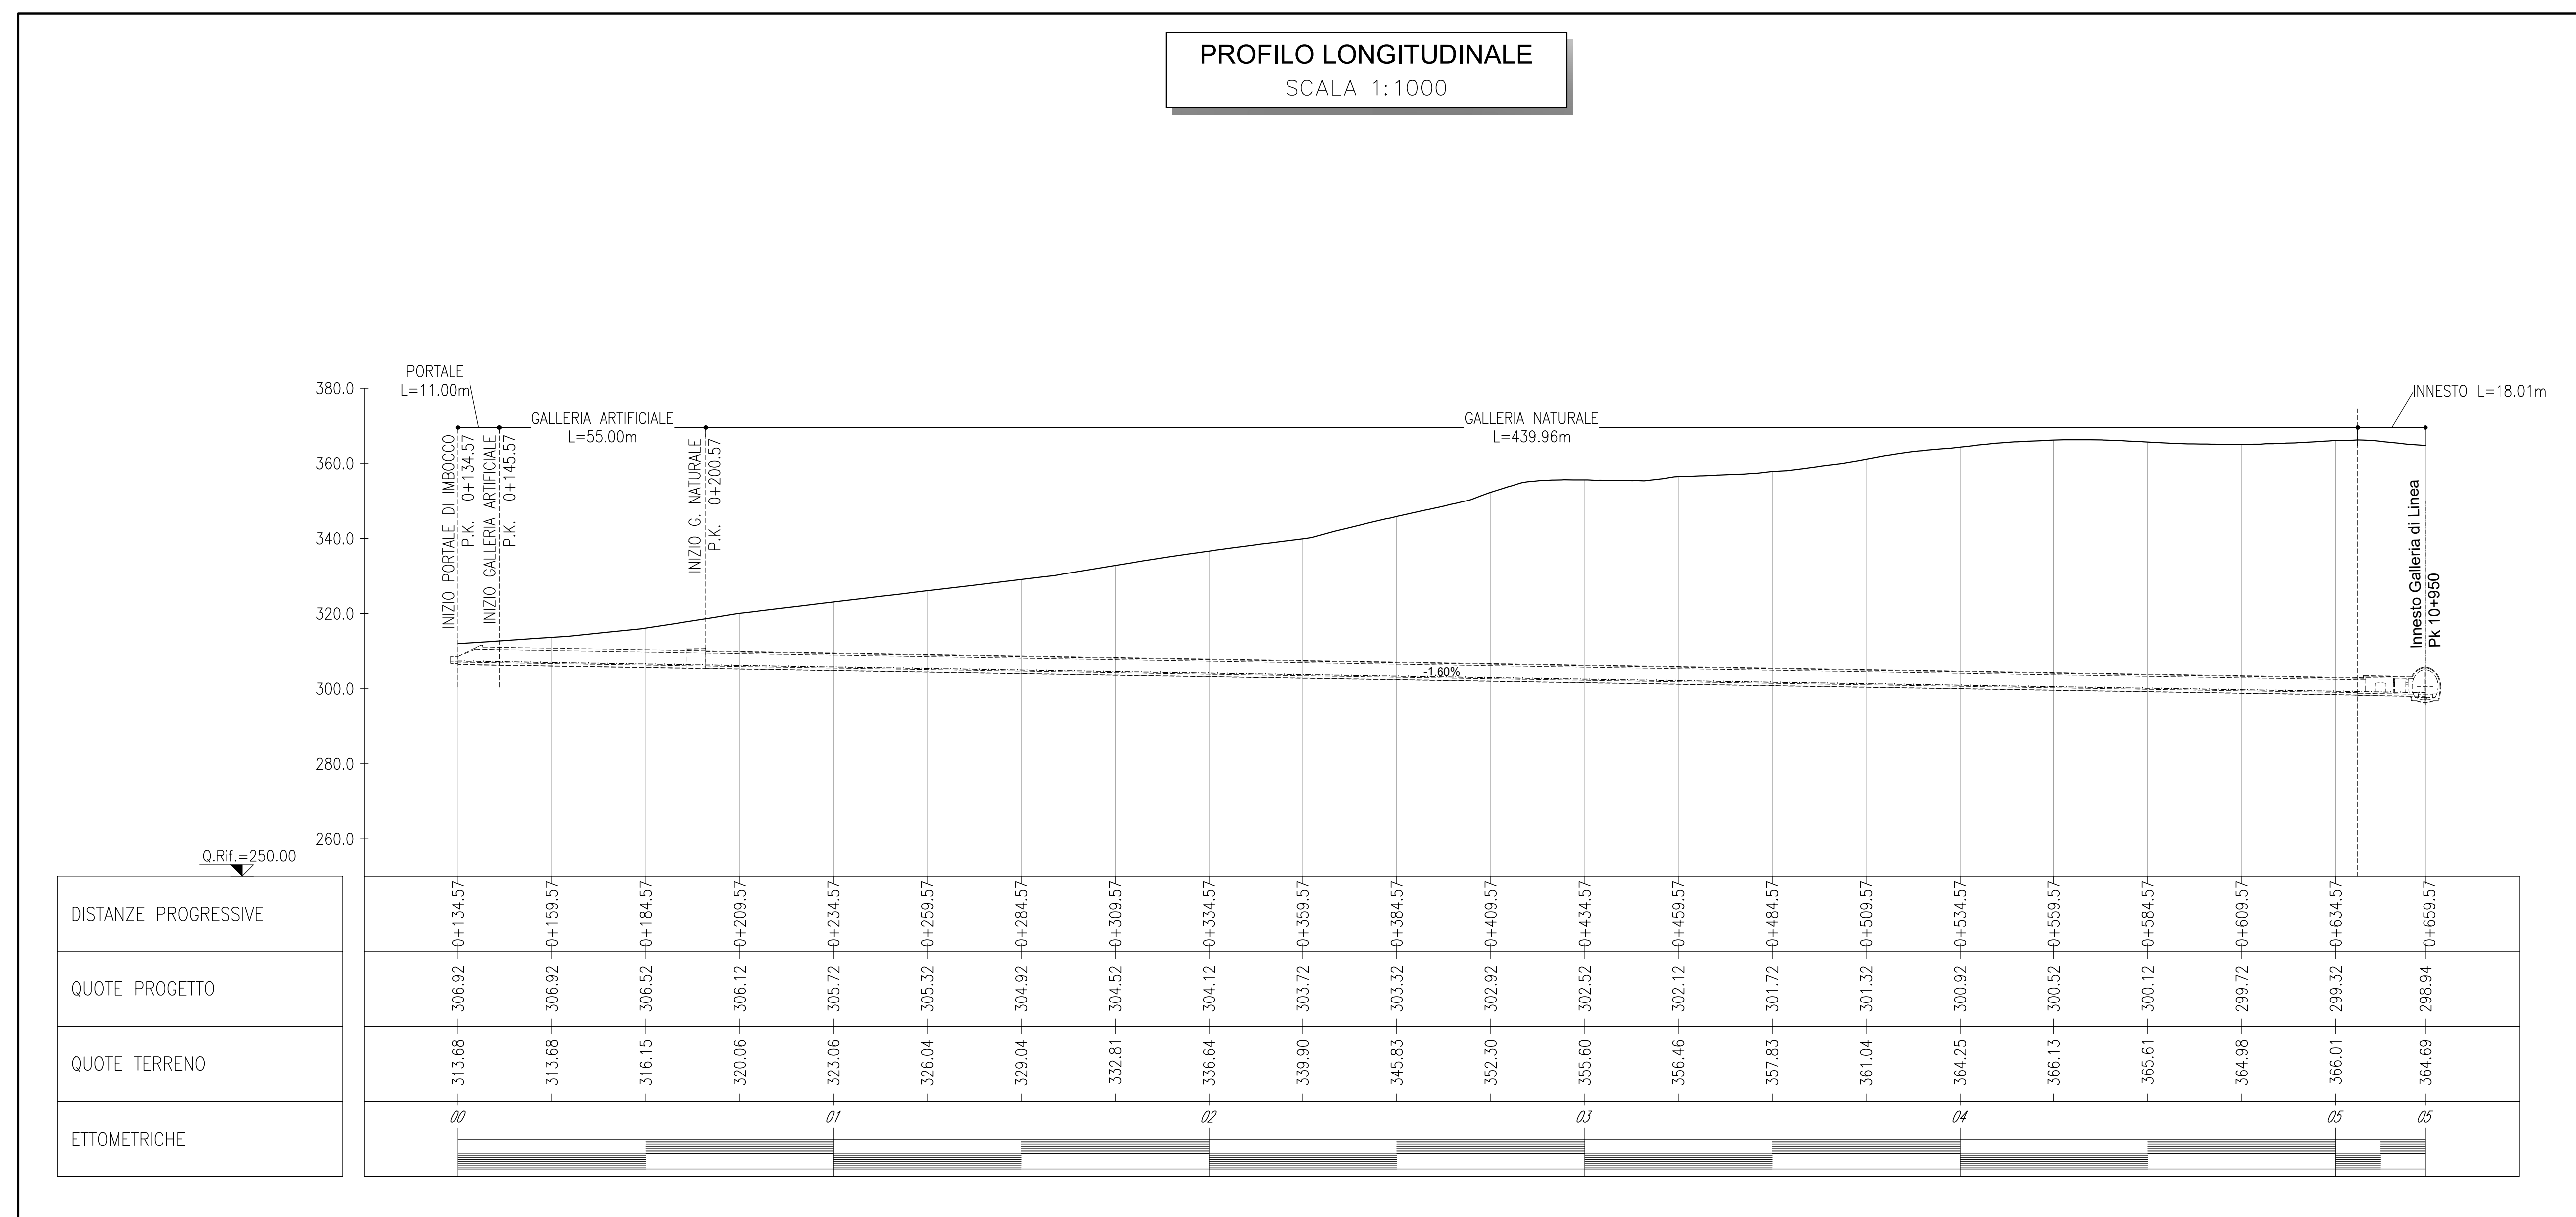 PROFILO LONGITUDINALE
SCALA 1:1000
PORTALE
L=11.00m
GALLERIA ARTIFICIALE
L=55.00m
GALLERIA NATURALE
L=439.96m
INNESTO L=18.01m
380.0
360.0
340.0
320.0
300.0
280.0
260.0
INIZIO PORTALE DI IMBOCCO
P.K. 0+134.57
INIZIO GALLERIA ARTIFICIALE
P.K. 0+145.57
INIZIO G. NATURALE
P.K. 0+200.57
-1.60%
Innesto Galleria di Linea
Pk 10+950
Q.Rif.=250.00
DISTANZE PROGRESSIVE
0+134.57 0+159.57 0+184.57 0+209.57 0+234.57 0+259.57 0+284.57 0+309.57 0+334.57 0+359.57 0+384.57 0+409.57 0+434.57 0+459.57 0+484.57 0+509.57 0+534.57 0+559.57 0+584.57 0+609.57 0+634.57 0+659.57
QUOTE PROGETTO
306.92 306.92 306.52 306.12 305.72 305.32 304.92 304.52 304.12 303.72 303.32 302.92 302.52 302.12 301.72 301.32 300.92 300.52 300.12 299.72 299.32 298.94
QUOTE TERRENO
313.68 313.68 316.15 320.06 323.06 326.04 329.04 332.81 336.64 339.90 345.83 352.30 355.60 356.46 357.83 361.04 364.25 366.13 365.61 364.98 366.01 364.69
ETTOMETRICHE
00 01 02 03 04 05 05